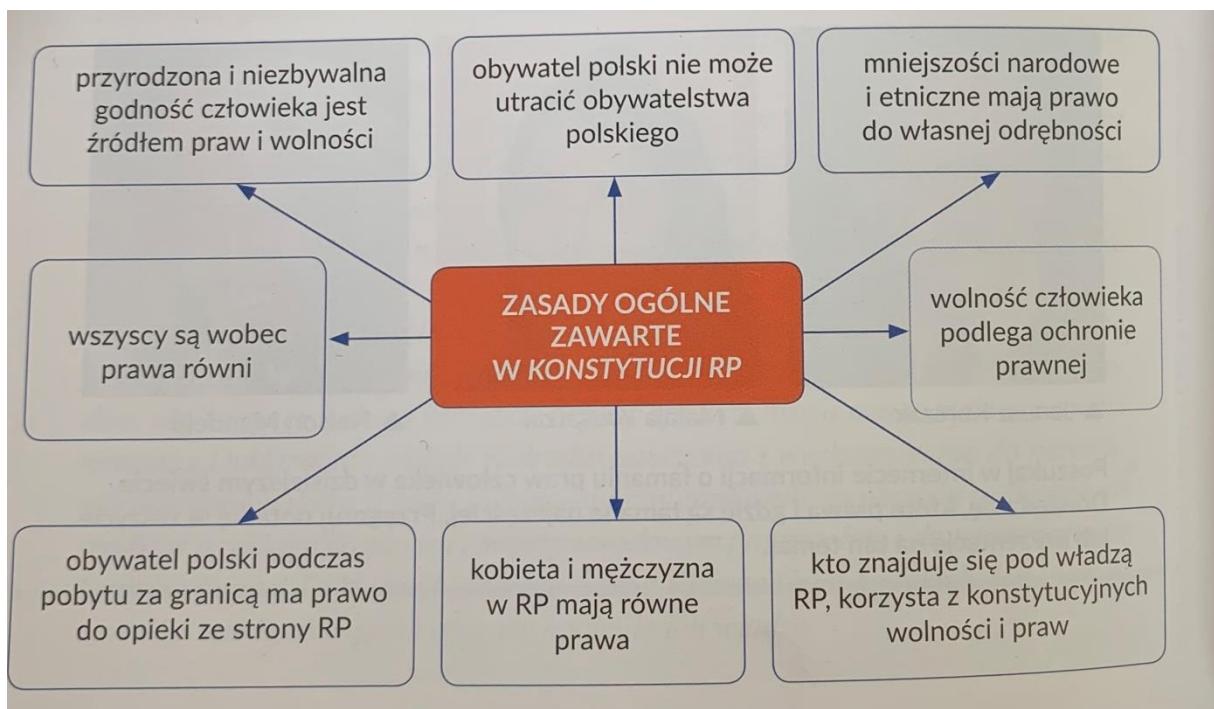 przyrodzona i niezbywalna
godność człowieka jest
źródłem praw i wolności
obywatel polski nie może
utracić obywatelstwa
polskiego
mniejszości narodowe
i etniczne mają prawo
do własnej odrębności
wszyscy są wobec
prawa równi
ZASADY OGÓLNE
ZAWARTE
W KONSTYTUCJI RP
wolność człowieka
podlega ochronie
prawnej
obywatel polski podczas
pobytu za granicą ma prawo
do opieki ze strony RP
kobieta i mężczyzna
w RP mają równe
prawa
kto znajduje się pod władzą
RP, korzysta z konstytucyjnych
wolności i praw